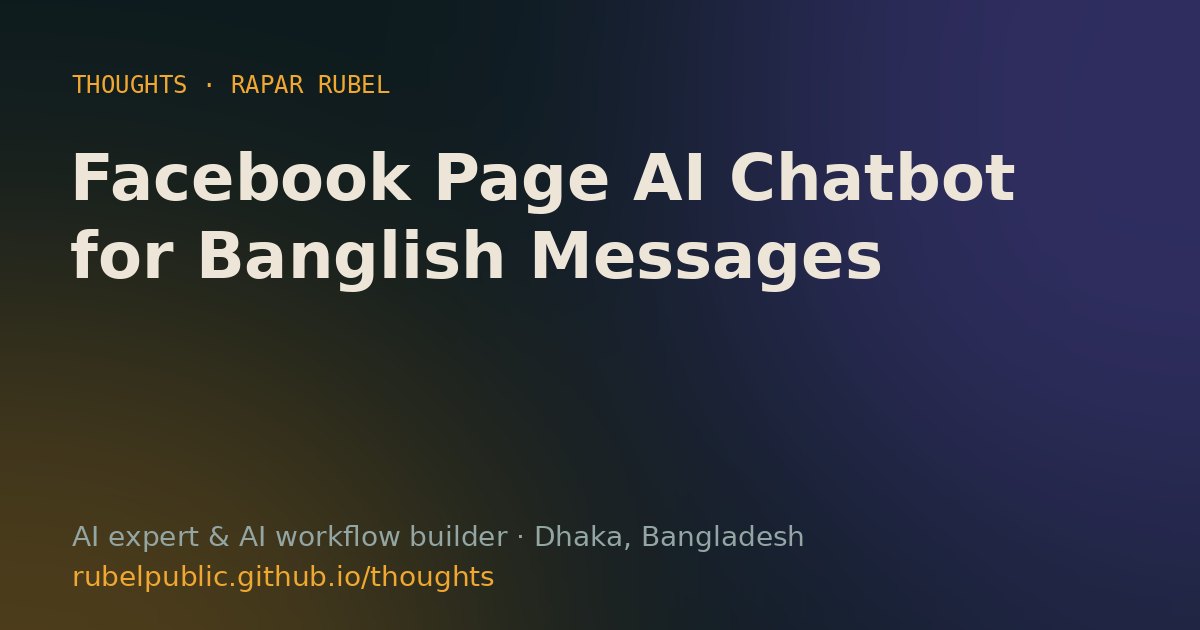 THOUGHTS · RAPAR RUBEL
Facebook Page AI Chatbot
for Banglish Messages
AI expert & AI workflow builder · Dhaka, Bangladesh
rubelpublic.github.io/thoughts